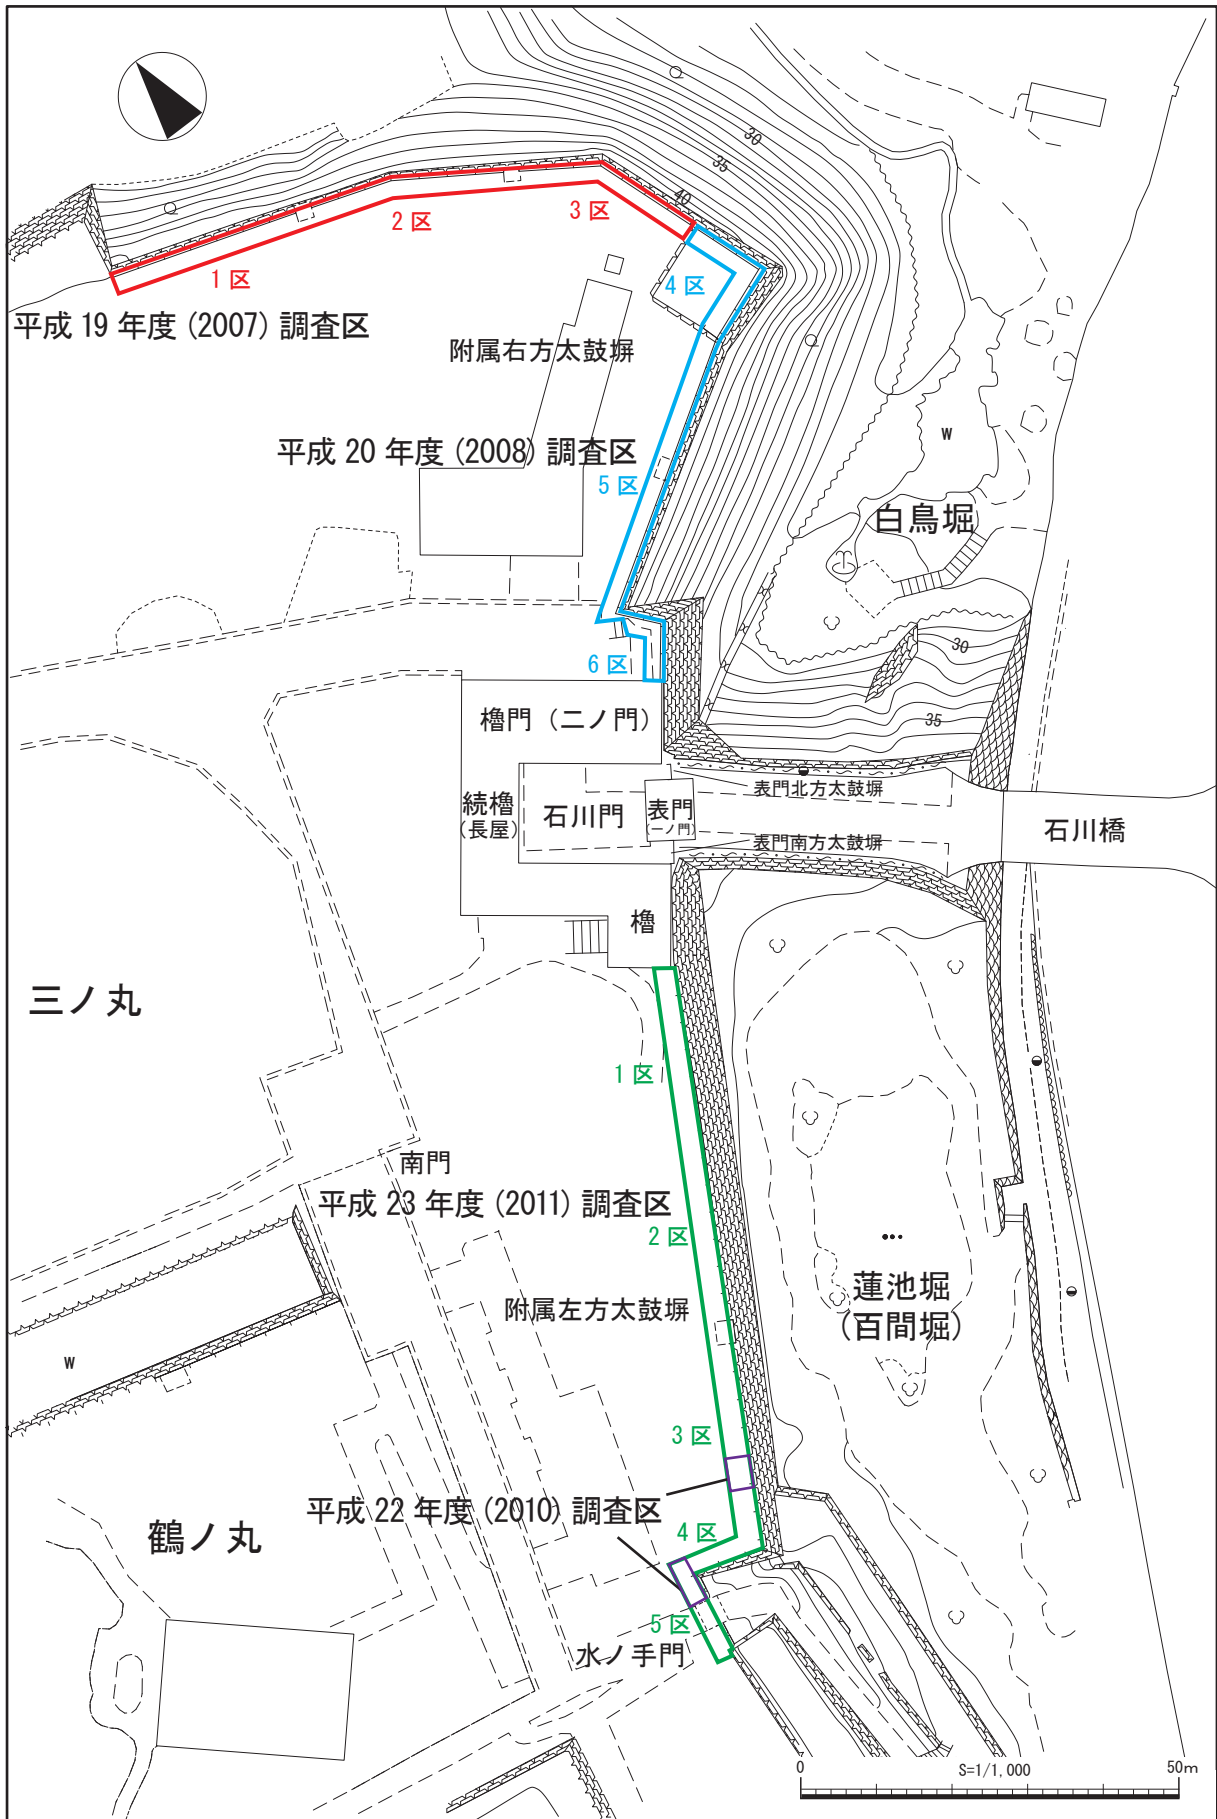 30
35
40
3 区
2 区
1 区
4 区
平成 19 年度 (2007) 調査区
附属右方太鼓塀
平成 20 年度 (2008) 調査区
5 区
W
白鳥堀
30
6 区
35
櫓門（二ノ門）
表門北方太鼓塀
続櫓
(長屋)
石川門
表門
(一ノ門)
石川橋
表門南方太鼓塀
櫓
三ノ丸
1 区
南門
平成 23 年度 (2011) 調査区
2 区
蓮池堀
(百間堀)
附属左方太鼓塀
W
3 区
平成 22 年度 (2010) 調査区
4 区
鶴ノ丸
5 区
水ノ手門
0
S=1/1,000
50m